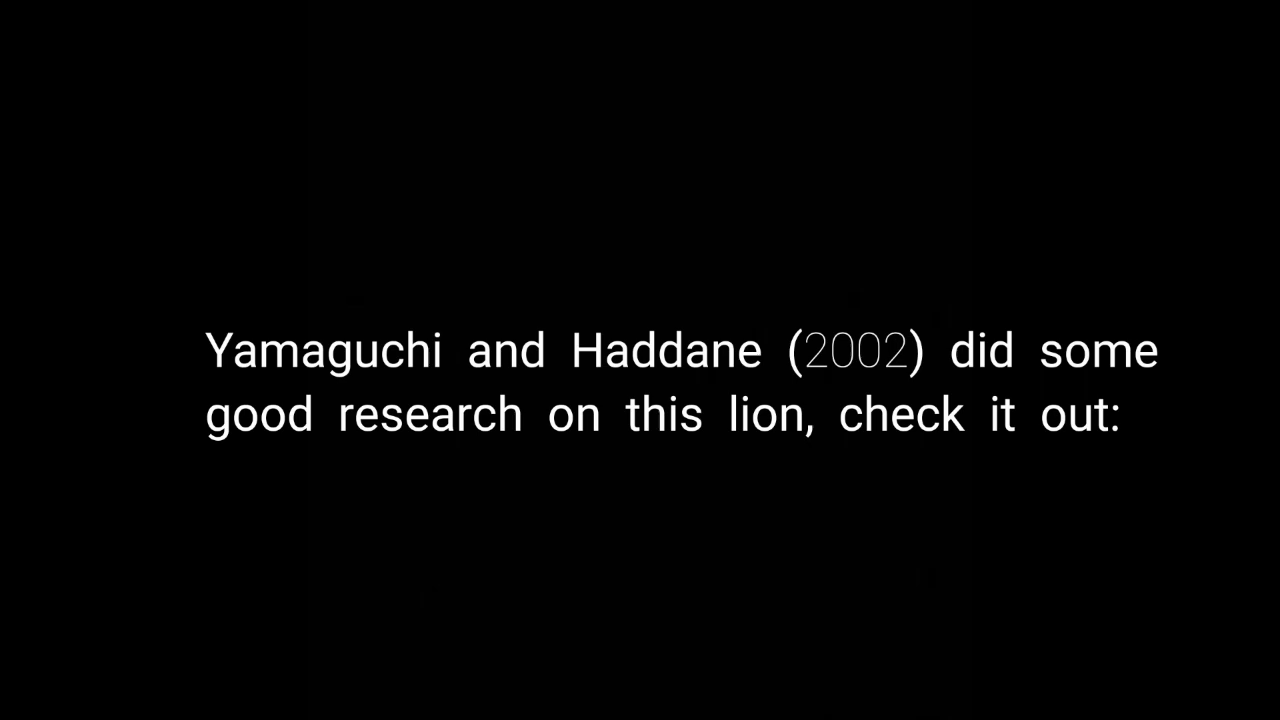 Yamaguchi and Haddane (2002) did some
good research on this lion, check it out: